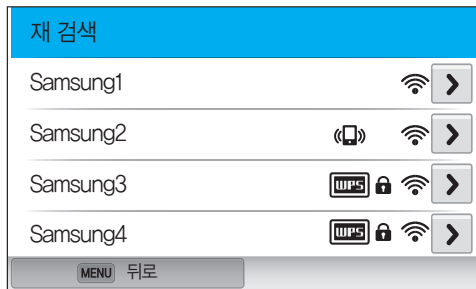 재 검색
Samsung1
Samsung2
Samsung3 WPS
Samsung4 WPS
MENU 뒤로